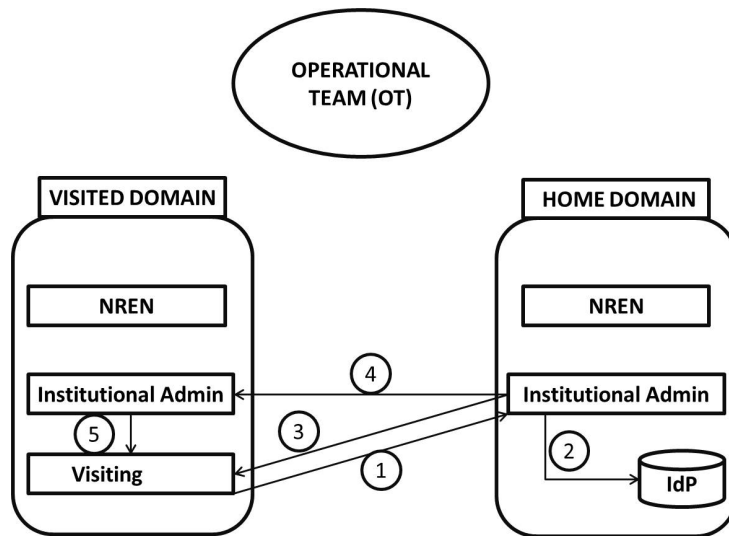 OPERATIONAL
TEAM (OT)
VISITED DOMAIN
HOME DOMAIN
NREN
NREN
Institutional Admin
4
Institutional Admin
5
3
Visiting
1
2
IdP